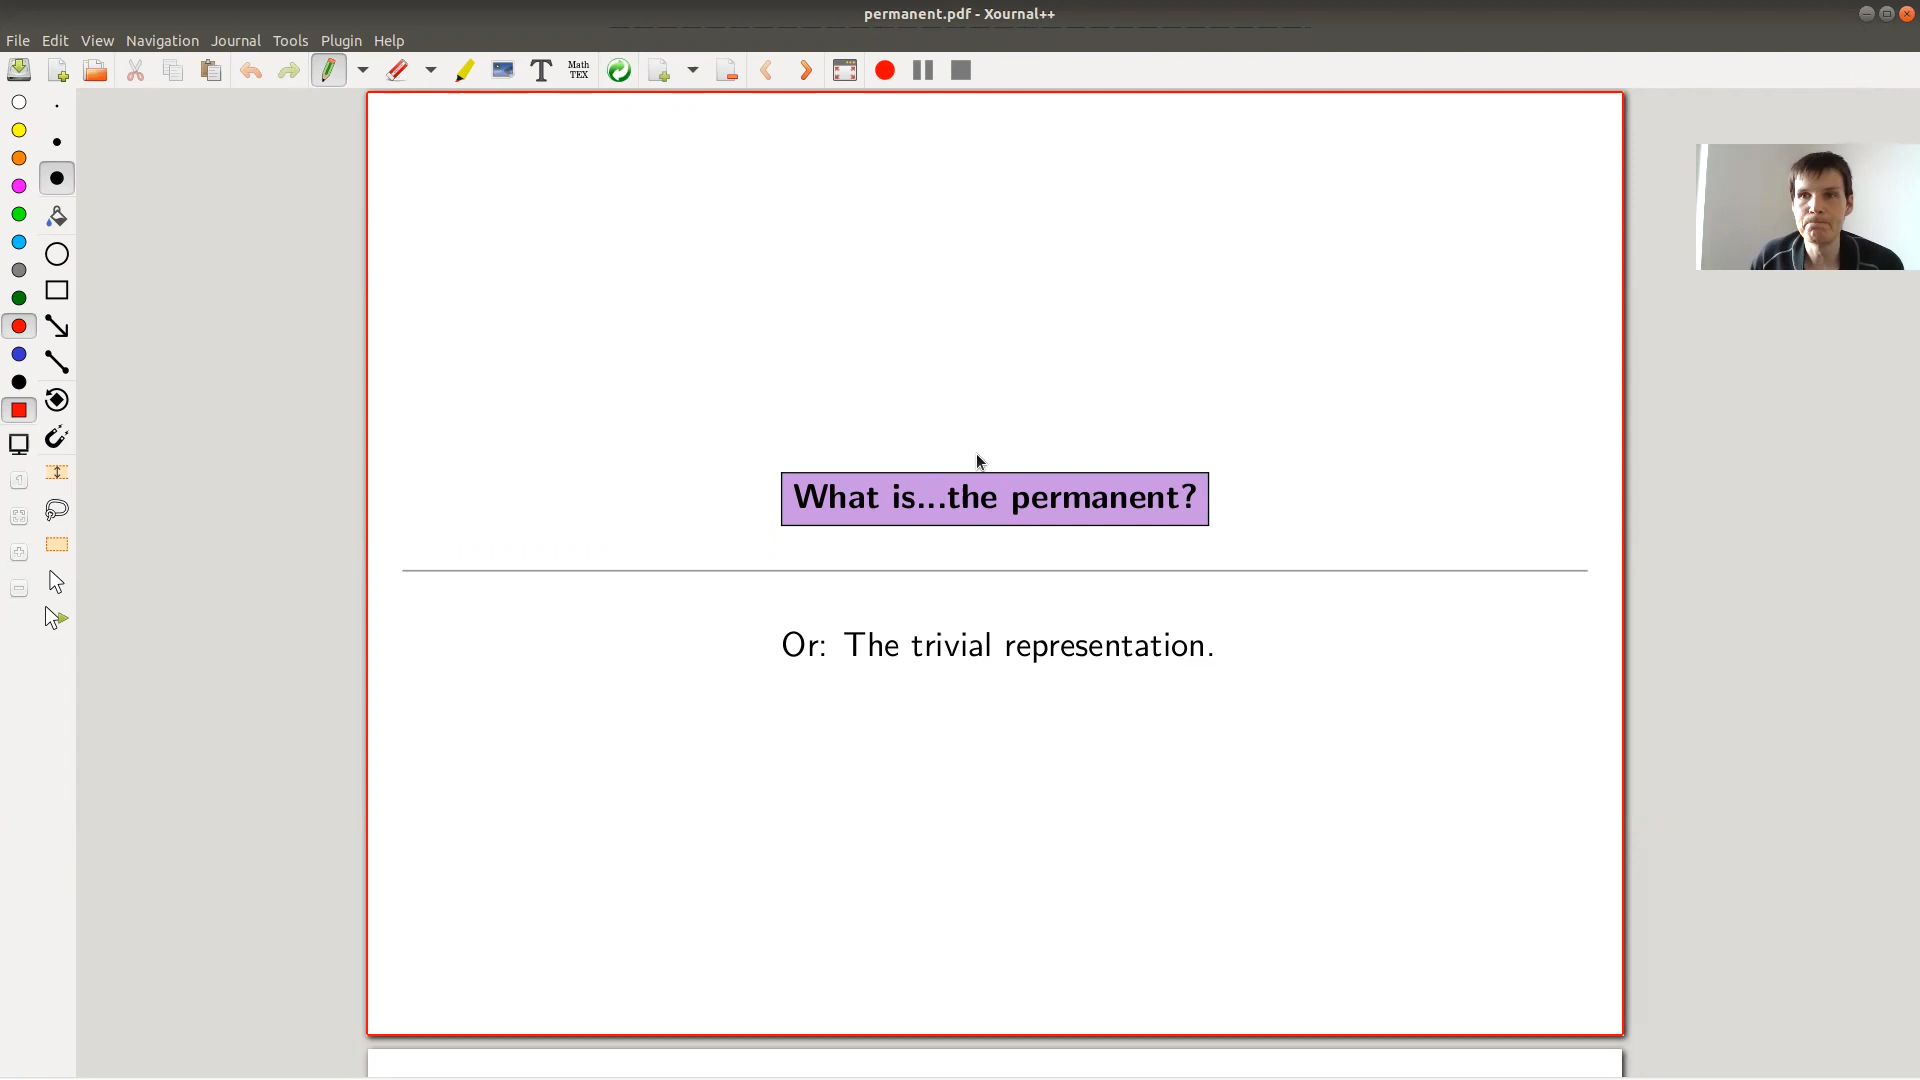 permanent.pdf - Xournal++
File Edit View Navigation Journal Tools Plugin Help
T Math
TEX
1
What is...the permanent?
Or: The trivial representation.